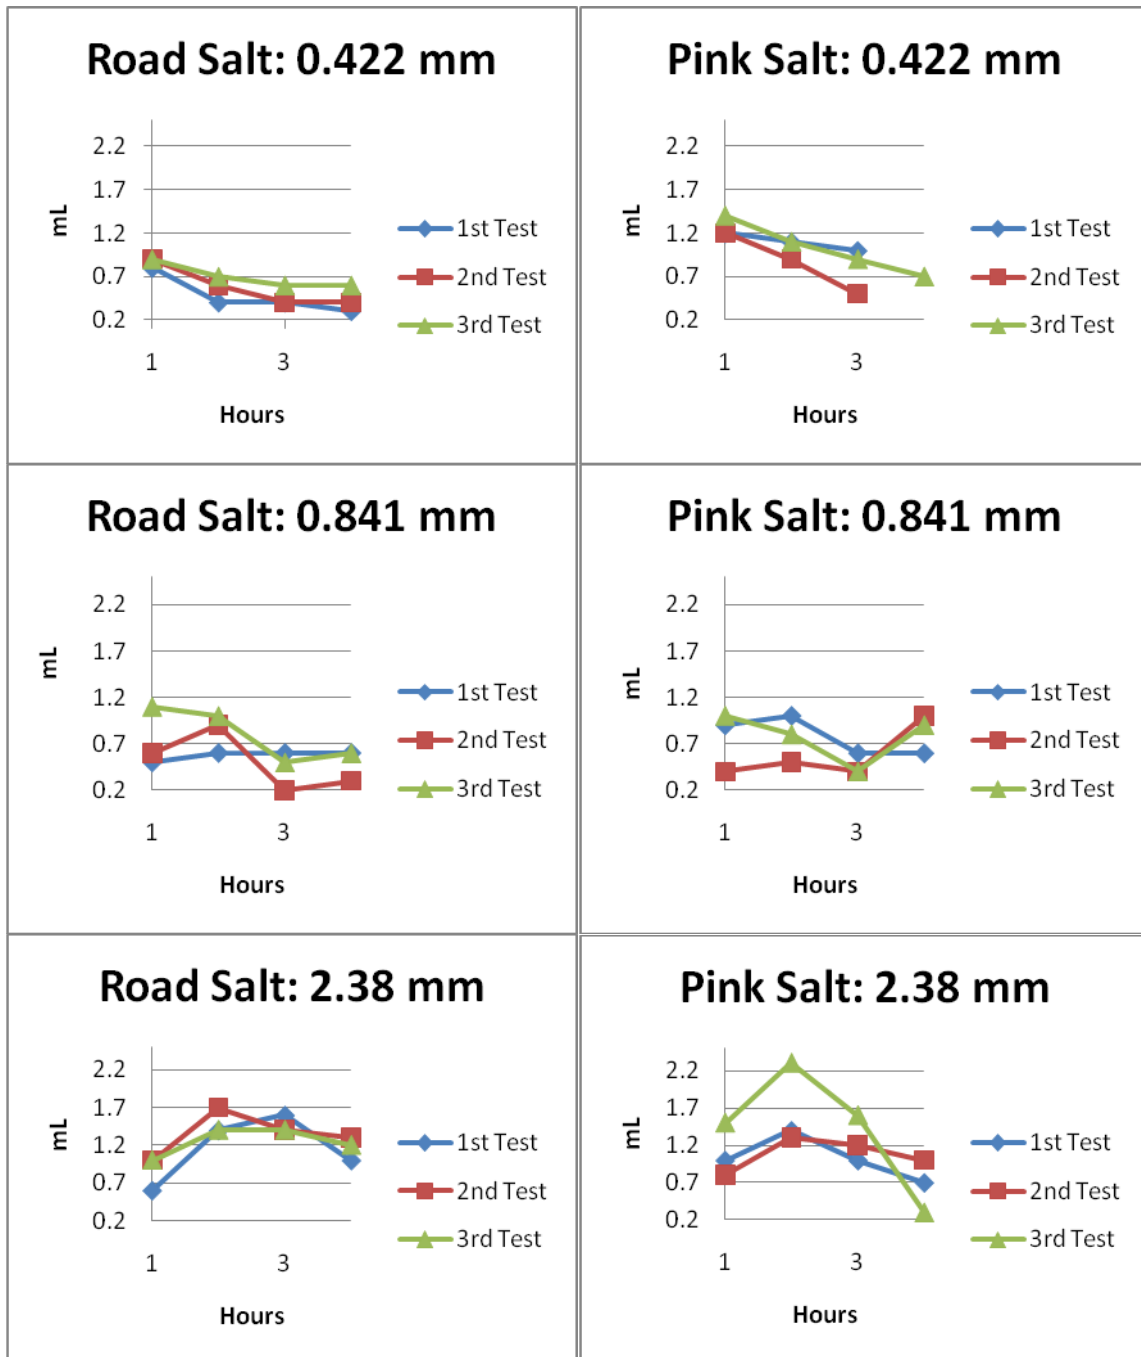 Road Salt: 0.422 mm
2.2
1.7
1.2
0.7
0.2
mL
1 3
Hours
1st Test
2nd Test
3rd Test
Pink Salt: 0.422 mm
2.2
1.7
1.2
0.7
0.2
mL
1 3
Hours
1st Test
2nd Test
3rd Test
Road Salt: 0.841 mm
2.2
1.7
1.2
0.7
0.2
mL
1 3
Hours
1st Test
2nd Test
3rd Test
Pink Salt: 0.841 mm
2.2
1.7
1.2
0.7
0.2
mL
1 3
Hours
1st Test
2nd Test
3rd Test
Road Salt: 2.38 mm
2.2
1.7
1.2
0.7
0.2
mL
1 3
Hours
1st Test
2nd Test
3rd Test
Pink Salt: 2.38 mm
2.2
1.7
1.2
0.7
0.2
mL
1 3
Hours
1st Test
2nd Test
3rd Test